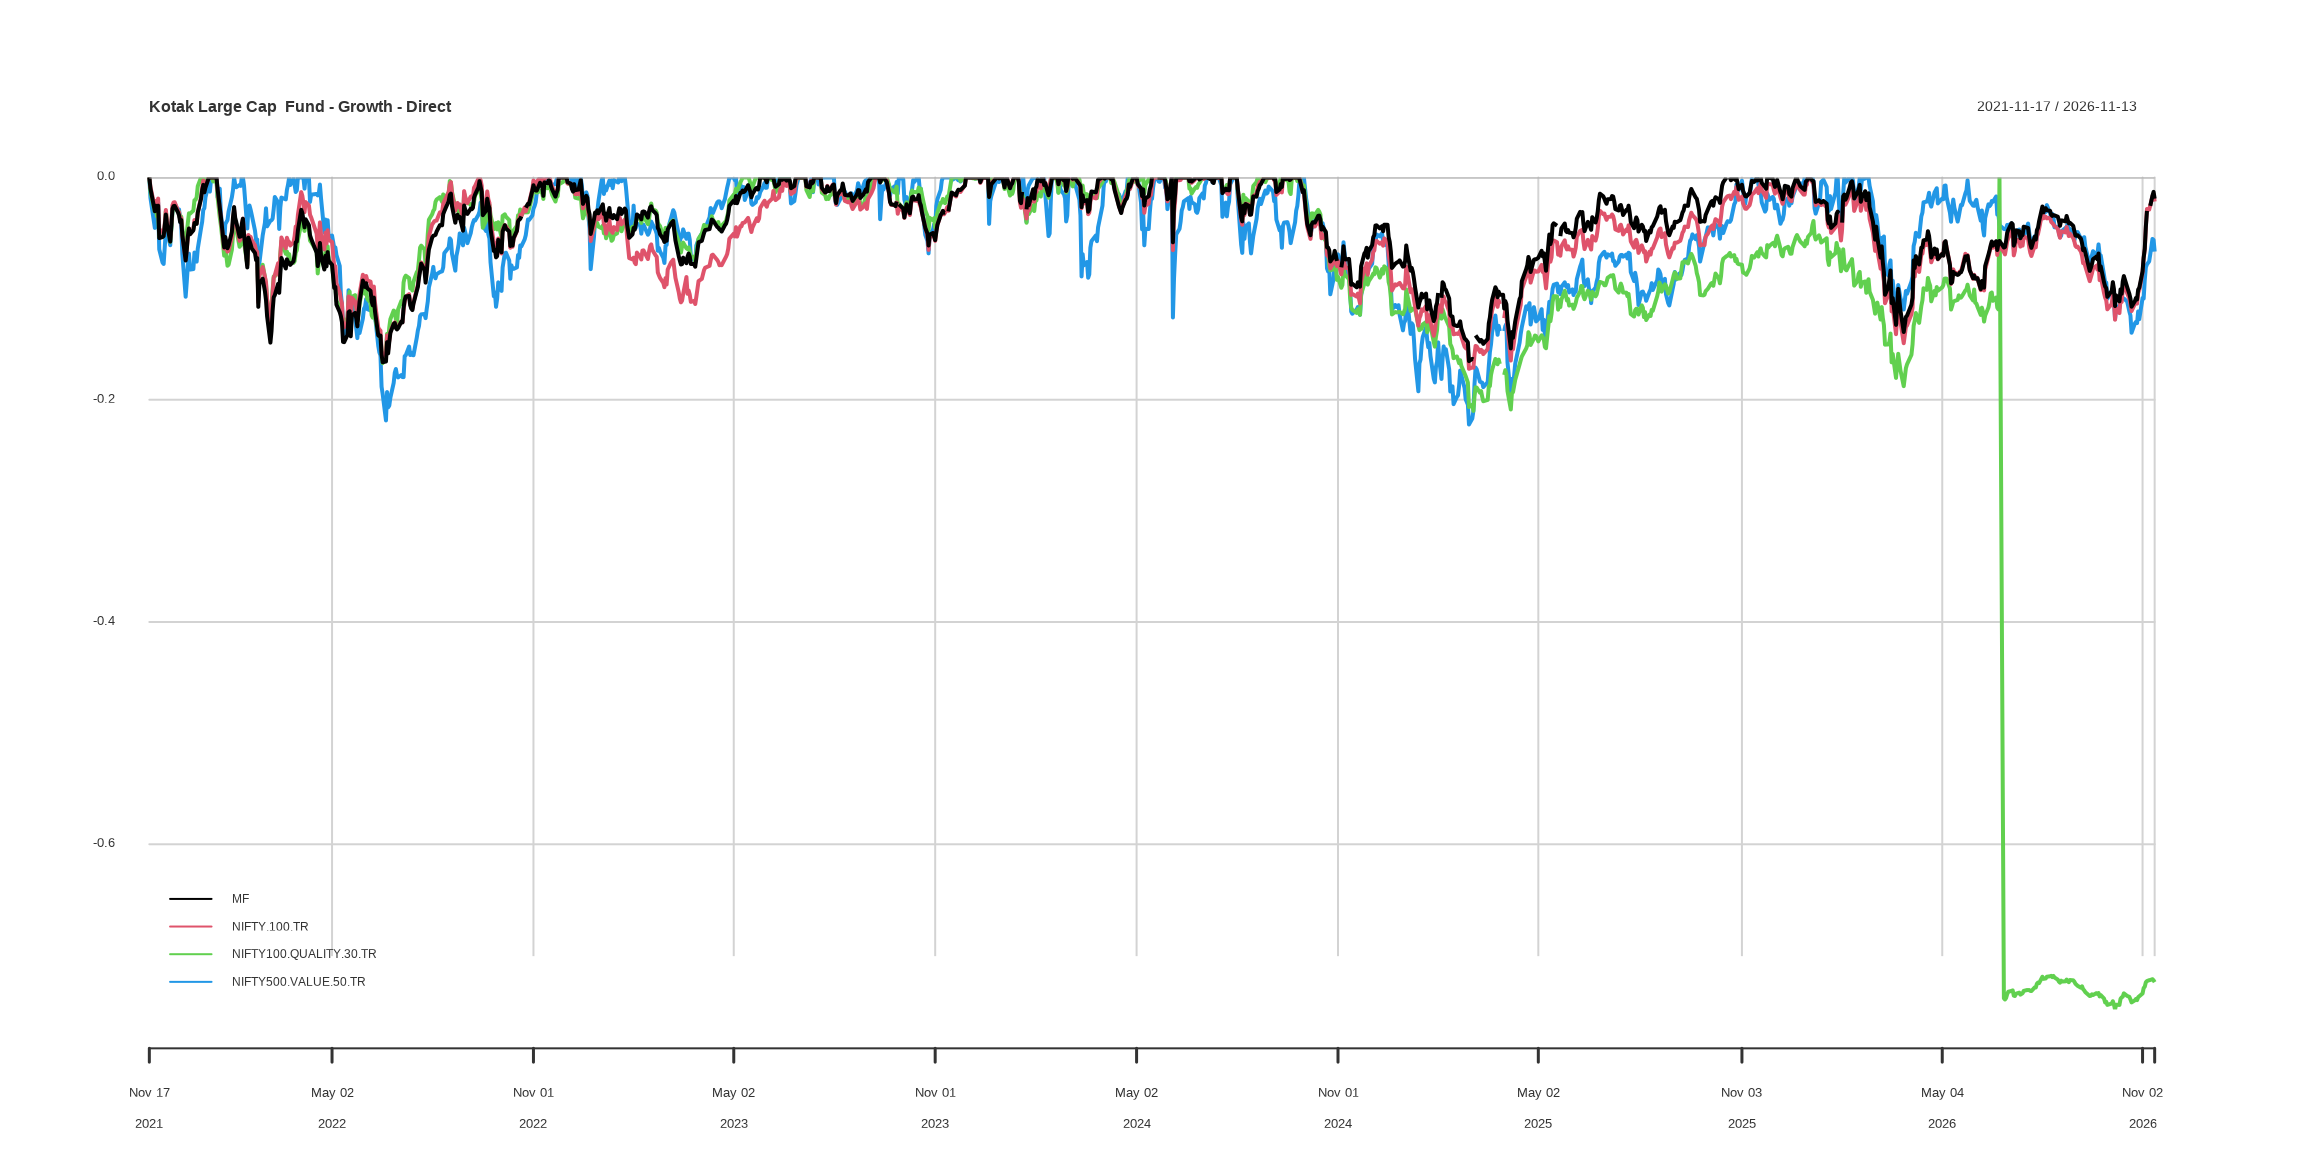 Kotak Large Cap  Fund - Growth - Direct
2021-11-17 / 2026-11-13
0.0
-0.2
-0.4
-0.6
MF
NIFTY.100.TR
NIFTY100.QUALITY.30.TR
NIFTY500.VALUE.50.TR
Nov 17 May 02 Nov 01 May 02 Nov 01 May 02 Nov 01 May 02 Nov 03 May 04 Nov 02
2021 2022 2022 2023 2023 2024 2024 2025 2025 2026 2026